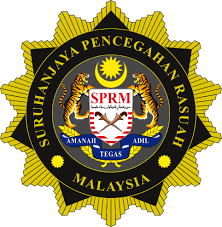 SURUHANJAYA PENCEGAHAN RASUAH
SPRM
AMANAH
ADIL
TEGAS
MALAYSIA